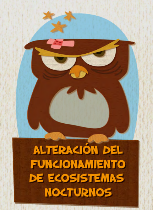 ALTERACIÓN DEL
FUNCIONAMIENTO
DE ECOSISTEMAS
NOCTURNOS